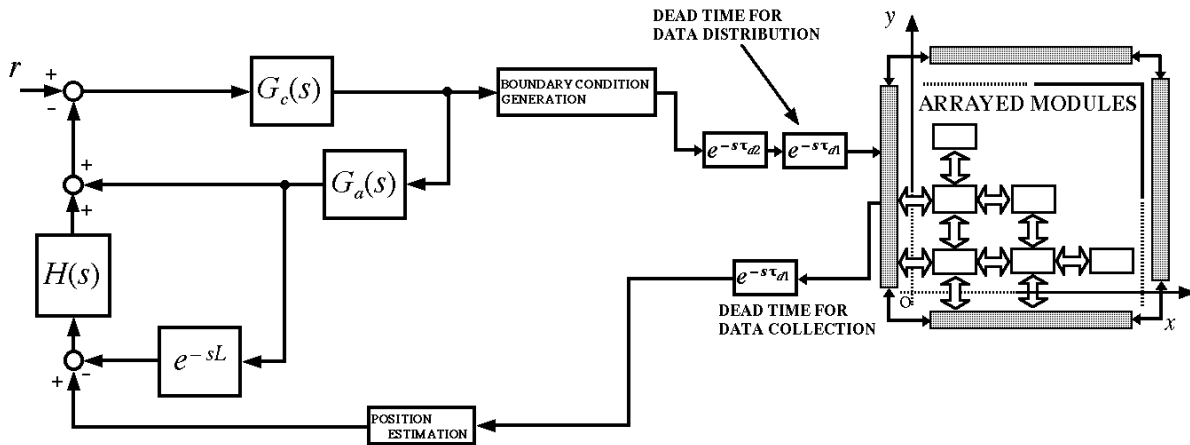 DEAD TIME FOR
DATA DISTRIBUTION
y
r
+
−
G_c(s)
BOUNDARY CONDITION
GENERATION
ARRAYED MODULES
e^{-sτ_{d2}}
e^{-sτ_{d1}}
+
+
G_a(s)
H(s)
e^{-sτ_{d1}}
O
x
DEAD TIME FOR
DATA COLLECTION
e^{-sL}
+
−
POSITION
ESTIMATION